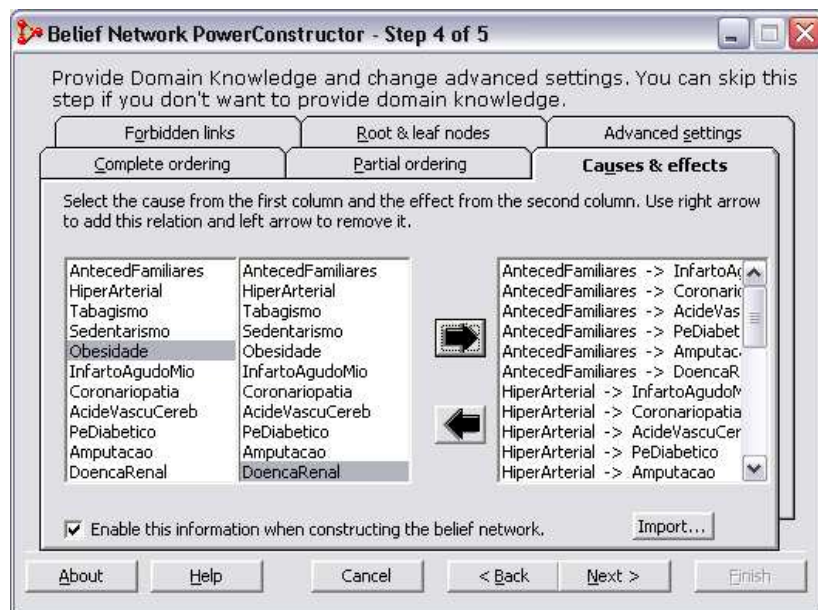 Belief Network PowerConstructor - Step 4 of 5
Provide Domain Knowledge and change advanced settings. You can skip this
step if you don't want to provide domain knowledge.
Forbidden links Root & leaf nodes Advanced settings
Complete ordering Partial ordering Causes & effects
Select the cause from the first column and the effect from the second column. Use right arrow
to add this relation and left arrow to remove it.
AntecedFamiliares
HiperArterial
Tabagismo
Sedentarismo
Obesidade
InfartoAgudoMio
Coronariopatia
AcideVascuCereb
PeDiabetico
Amputacao
DoencaRenal
AntecedFamiliares
HiperArterial
Tabagismo
Sedentarismo
Obesidade
InfartoAgudoMio
Coronariopatia
AcideVascuCereb
PeDiabetico
Amputacao
DoencaRenal
AntecedFamiliares -> InfartoAg
AntecedFamiliares -> Coronaric
AntecedFamiliares -> AcideVas
AntecedFamiliares -> PeDiabet
AntecedFamiliares -> Amputac
AntecedFamiliares -> DoencaR
HiperArterial -> InfartoAgudoM
HiperArterial -> Coronariopatia
HiperArterial -> AcideVascuCer
HiperArterial -> PeDiabetico
HiperArterial -> Amputacao
Enable this information when constructing the belief network. Import...
About Help Cancel < Back Next > Finish